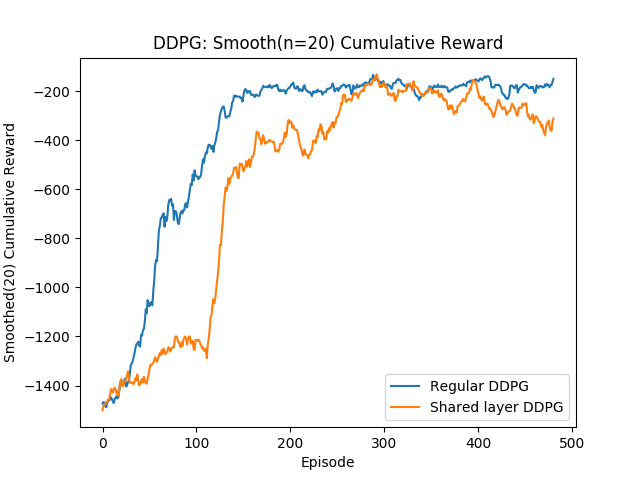 DDPG: Smooth(n=20) Cumulative Reward
Smoothed(20) Cumulative Reward
−200
−400
−600
−800
−1000
−1200
−1400
Regular DDPG
Shared layer DDPG
0 100 200 300 400 500
Episode